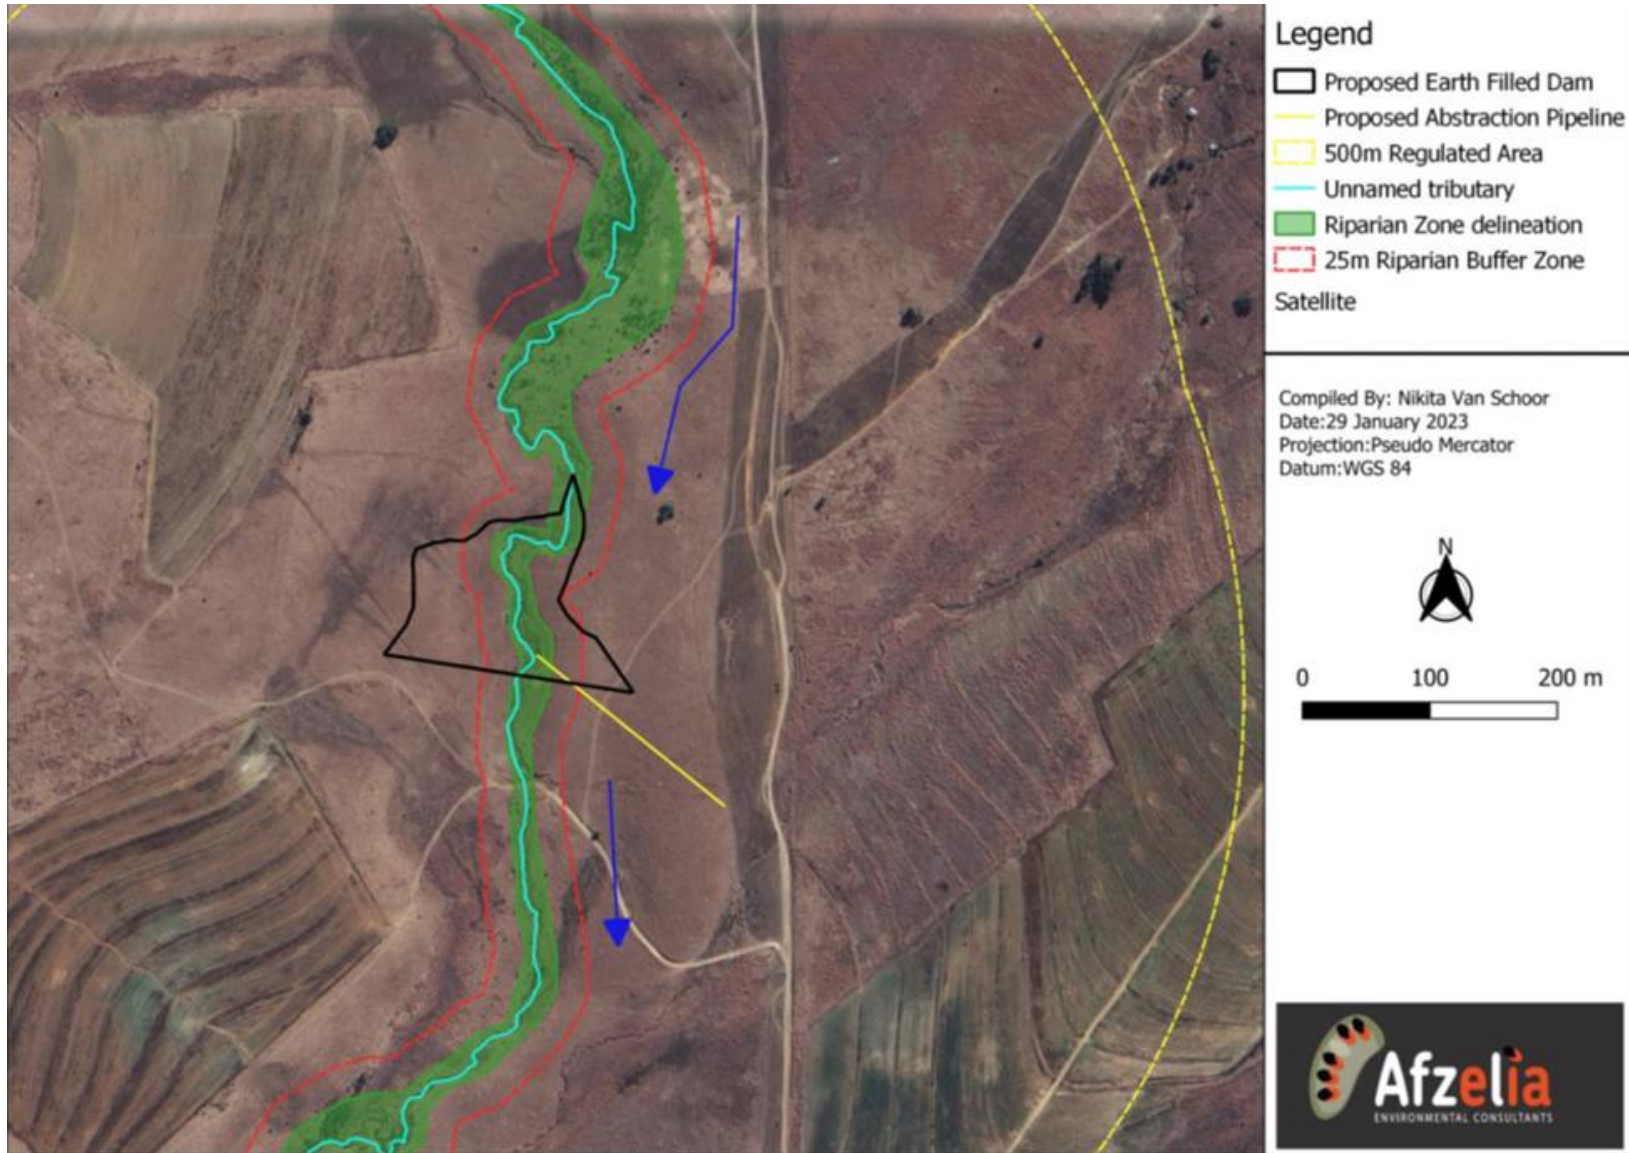 Legend
Proposed Earth Filled Dam
Proposed Abstraction Pipeline
500m Regulated Area
Unnamed tributary
Riparian Zone delineation
25m Riparian Buffer Zone
Satellite
Compiled By: Nikita Van Schoor
Date:29 January 2023
Projection:Pseudo Mercator
Datum:WGS 84
N
0 100 200 m
Afzelia
ENVIRONMENTAL CONSULTANTS